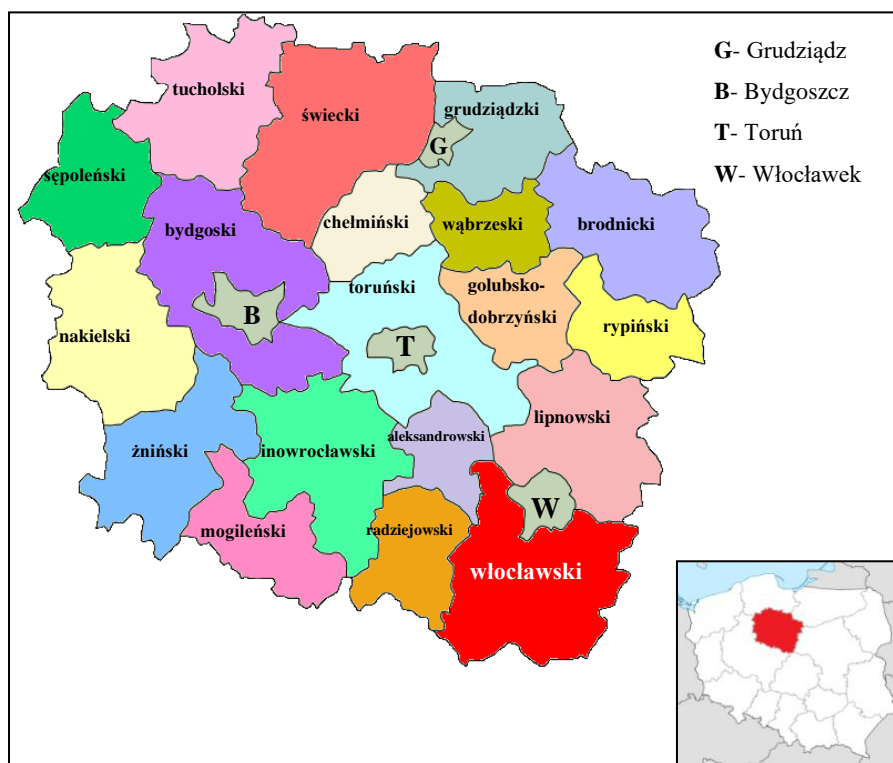 G- Grudziądz
B- Bydgoszcz
T- Toruń
W- Włocławek
tucholski
świecki
grudziądzki
G
sępoleński
bydgoski
chełmiński
wąbrzeski
brodnicki
toruński
golubsko-
dobrzyński
nakielski
B
T
rypiński
lipnowski
aleksandrowski
żniński
inowrocławski
W
mogileński
radziejowski
włocławski